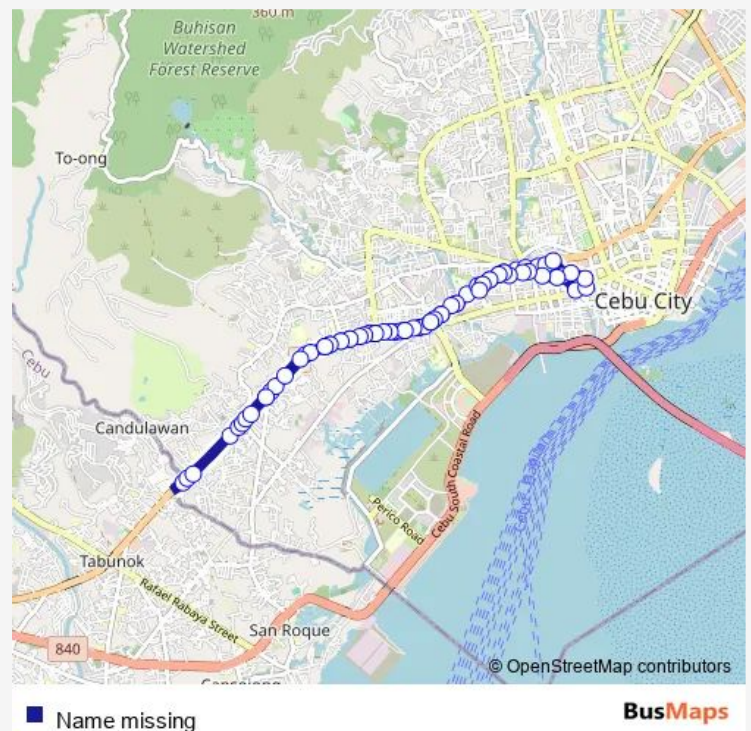 360 m
Buhisan
Watershed
Forest Reserve
To-ong
Cebu City
Cebu
Candulawan
Cebu South Coastal Road
Perico Road
Tabunok
Rafael Rabaya Street
San Roque
840
© OpenStreetMap contributors
Name missing
BusMaps